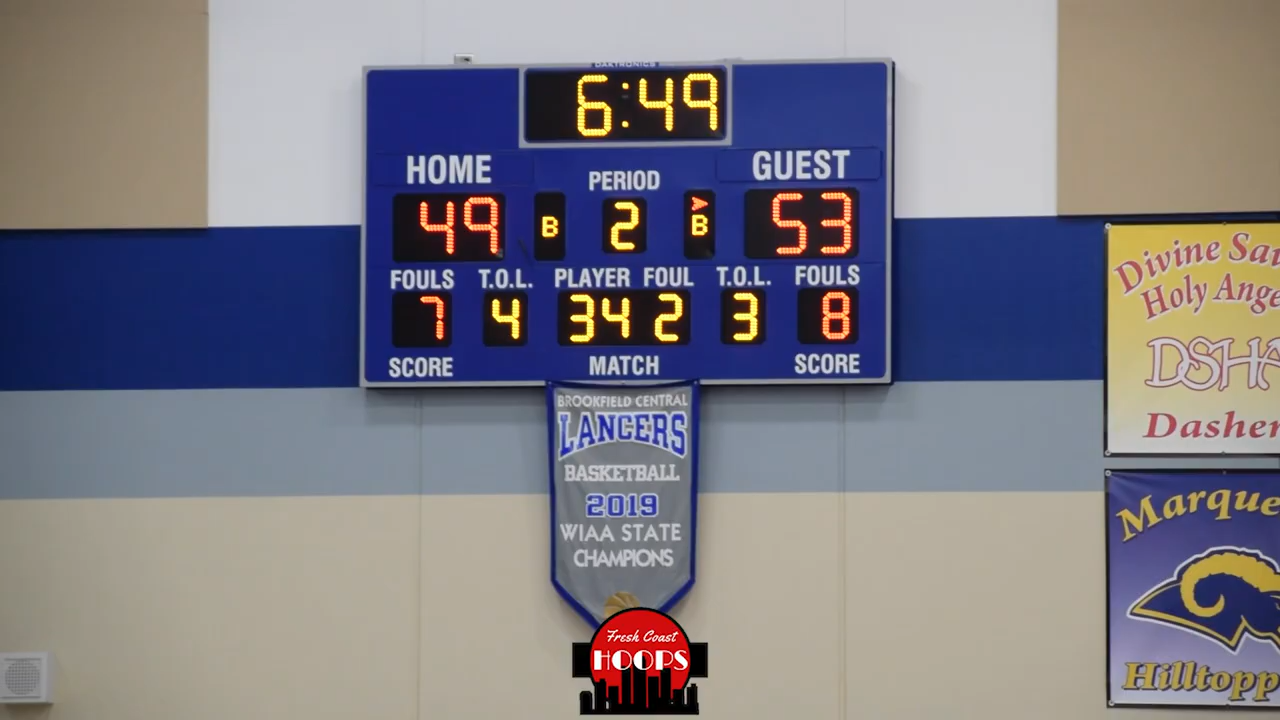 DAKTRONICS
6:49
HOME
GUEST
PERIOD
49
B
2
B
53
FOULS
T.O.L.
PLAYER
FOUL
T.O.L.
FOULS
7
4
34
2
3
8
SCORE
MATCH
SCORE
BROOKFIELD CENTRAL
LANCERS
BASKETBALL
2019
WIAA STATE
CHAMPIONS
Fresh Coast
HOOPS
Divine Sa
Holy Ange
DSHA
Dasher
Marque
Hilltopp